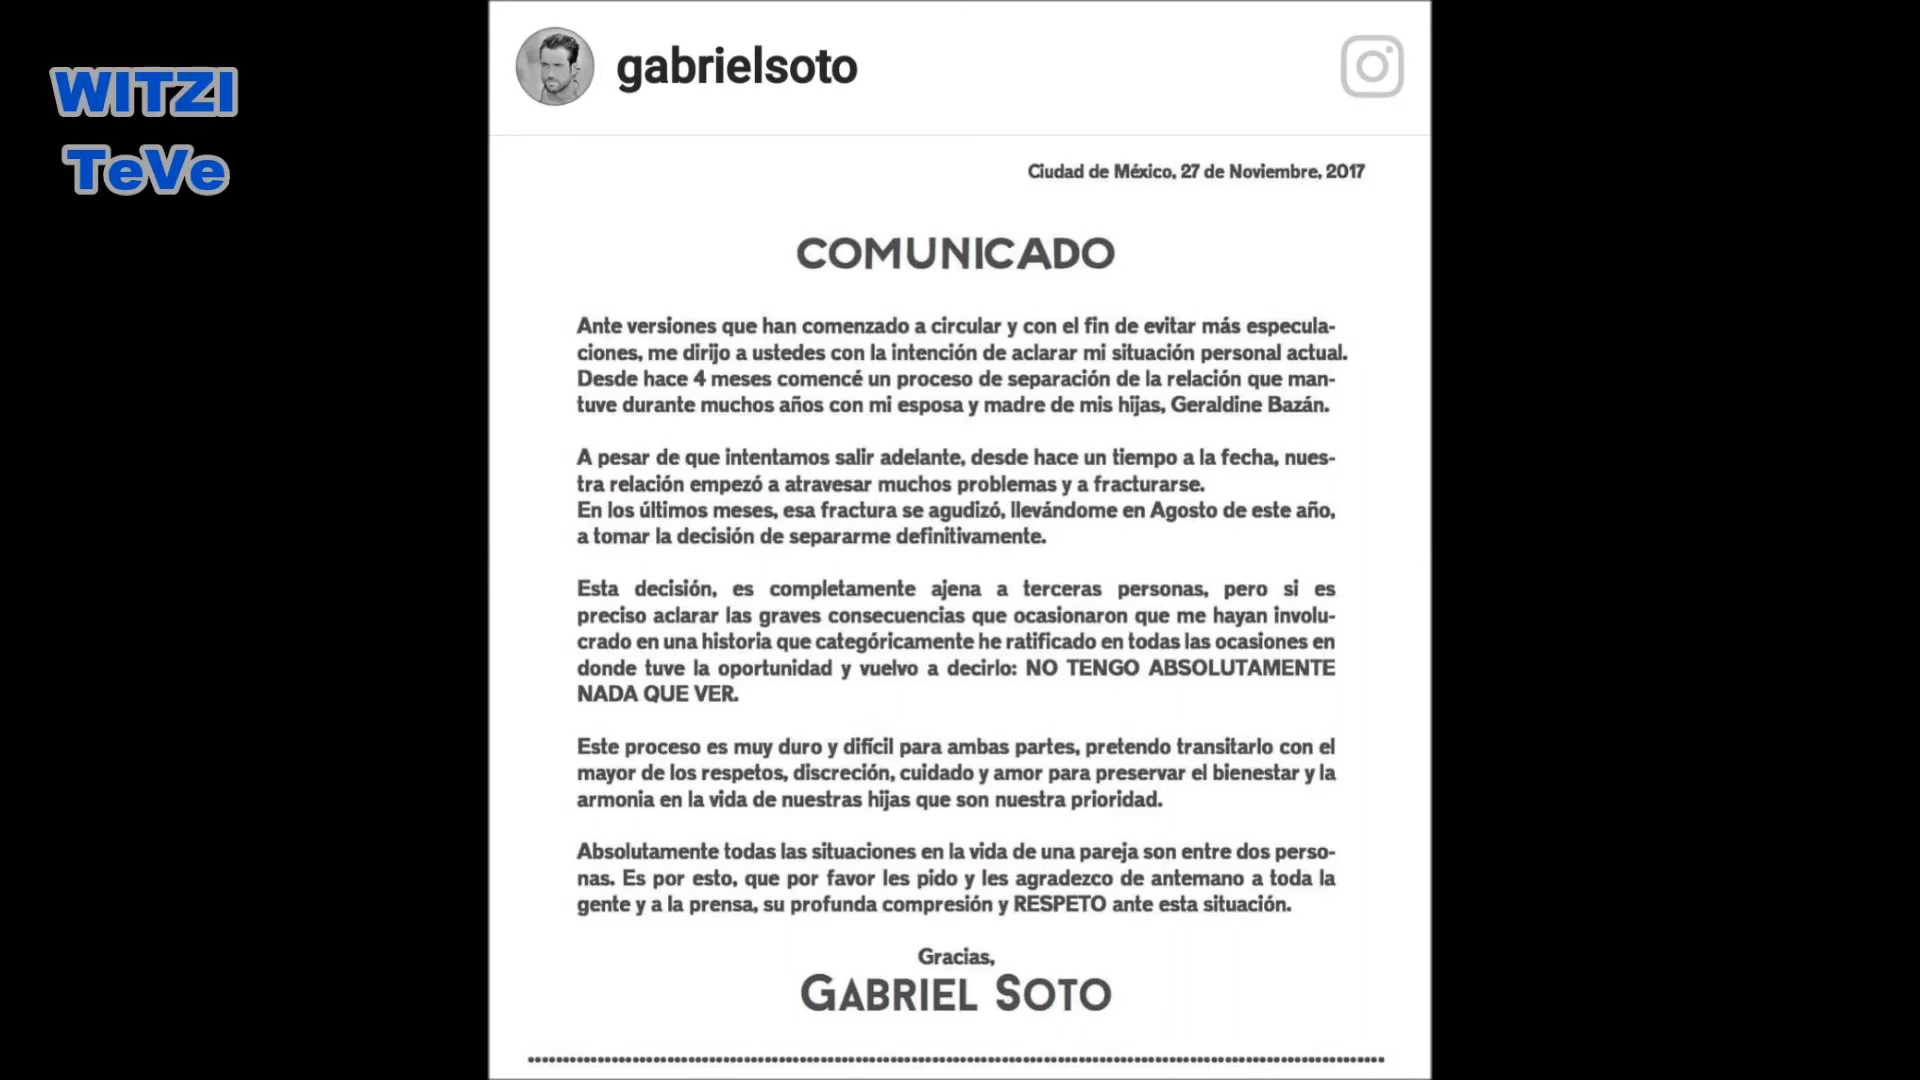 WITZI
TeVe
gabrielsoto
Ciudad de México, 27 de Noviembre, 2017
COMUNICADO
Ante versiones que han comenzado a circular y con el fin de evitar más especula-
ciones, me dirijo a ustedes con la intención de aclarar mi situación personal actual.
Desde hace 4 meses comencé un proceso de separación de la relación que man-
tuve durante muchos años con mi esposa y madre de mis hijas, Geraldine Bazán.
A pesar de que intentamos salir adelante, desde hace un tiempo a la fecha, nues-
tra relación empezó a atravesar muchos problemas y a fracturarse.
En los últimos meses, esa fractura se agudizó, llevándome en Agosto de este año,
a tomar la decisión de separarme definitivamente.
Esta decisión, es completamente ajena a terceras personas, pero si es
preciso aclarar las graves consecuencias que ocasionaron que me hayan involu-
crado en una historia que categóricamente he ratificado en todas las ocasiones en
donde tuve la oportunidad y vuelvo a decirlo: NO TENGO ABSOLUTAMENTE
NADA QUE VER.
Este proceso es muy duro y difícil para ambas partes, pretendo transitarlo con el
mayor de los respetos, discreción, cuidado y amor para preservar el bienestar y la
armonia en la vida de nuestras hijas que son nuestra prioridad.
Absolutamente todas las situaciones en la vida de una pareja son entre dos perso-
nas. Es por esto, que por favor les pido y les agradezco de antemano a toda la
gente y a la prensa, su profunda compresión y RESPETO ante esta situación.
Gracias,
GABRIEL SOTO